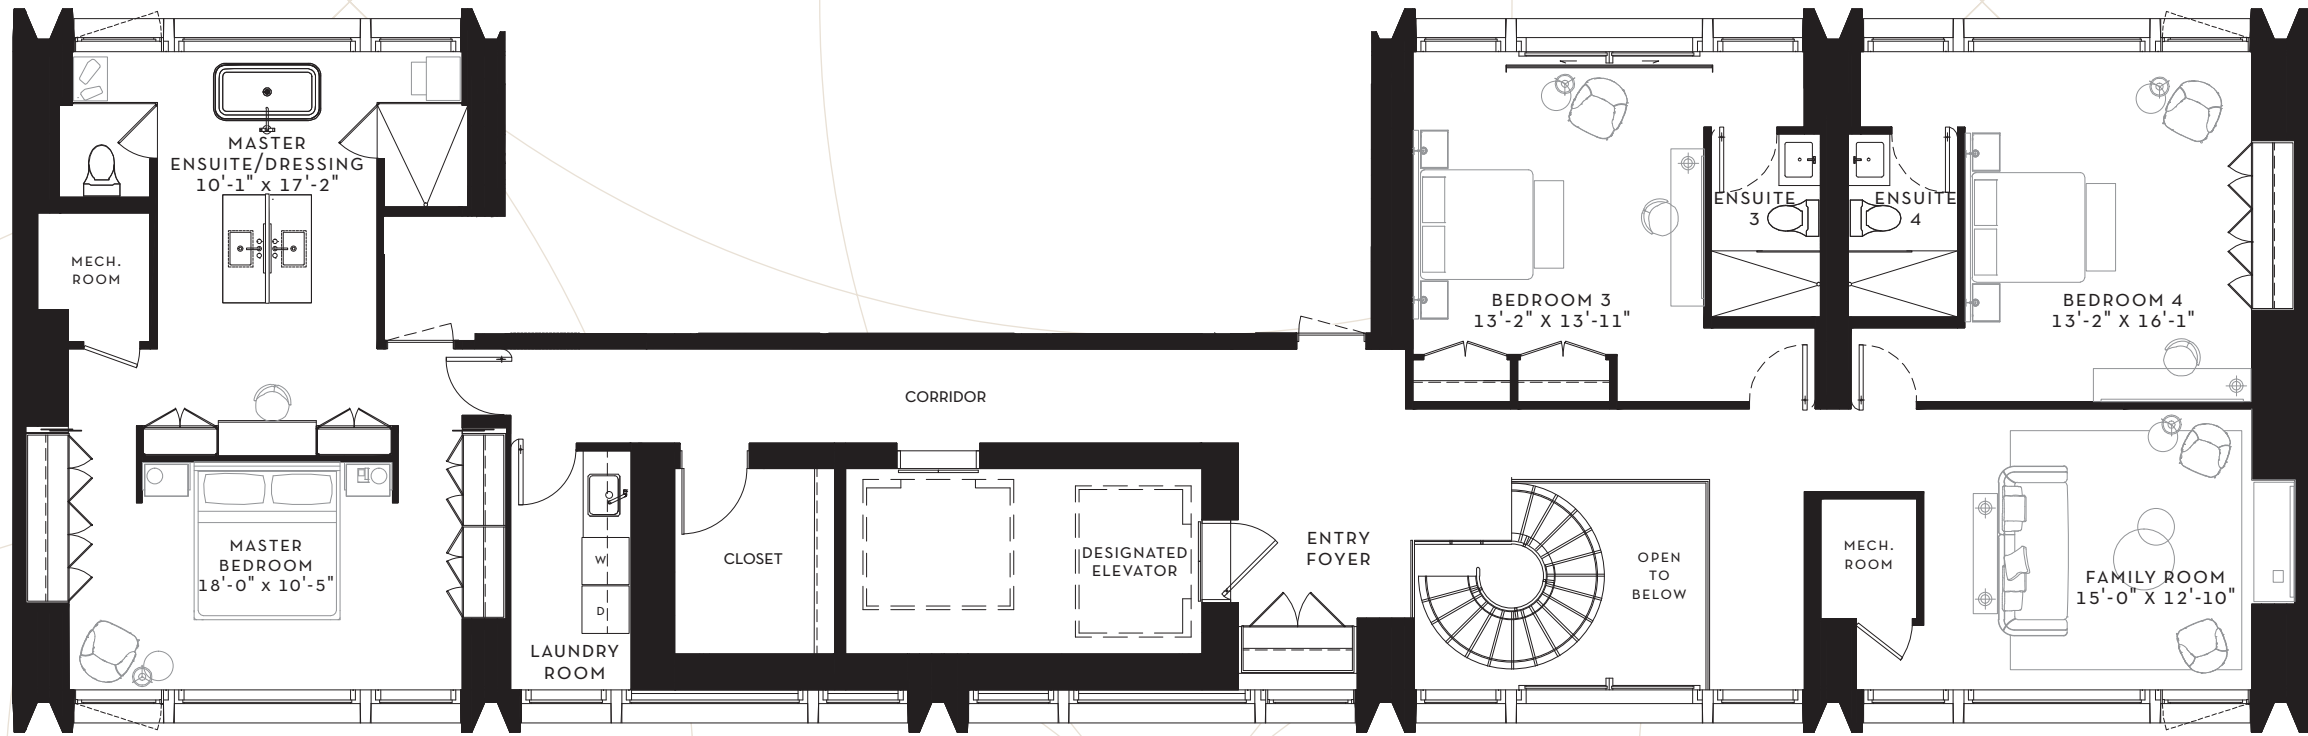 MASTER
ENSUITE/DRESSING
10'-1" X 17'-2"
MECH.
ROOM
MASTER
BEDROOM
18'-0" X 10'-5"
CORRIDOR
LAUNDRY
ROOM
W
D
CLOSET
DESIGNATED
ELEVATOR
ENTRY
FOYER
OPEN
TO
BELOW
BEDROOM 3
13'-2" X 13'-11"
ENSUITE
3
ENSUITE
4
BEDROOM 4
13'-2" X 16'-1"
MECH.
ROOM
FAMILY ROOM
15'-0" X 12'-10"